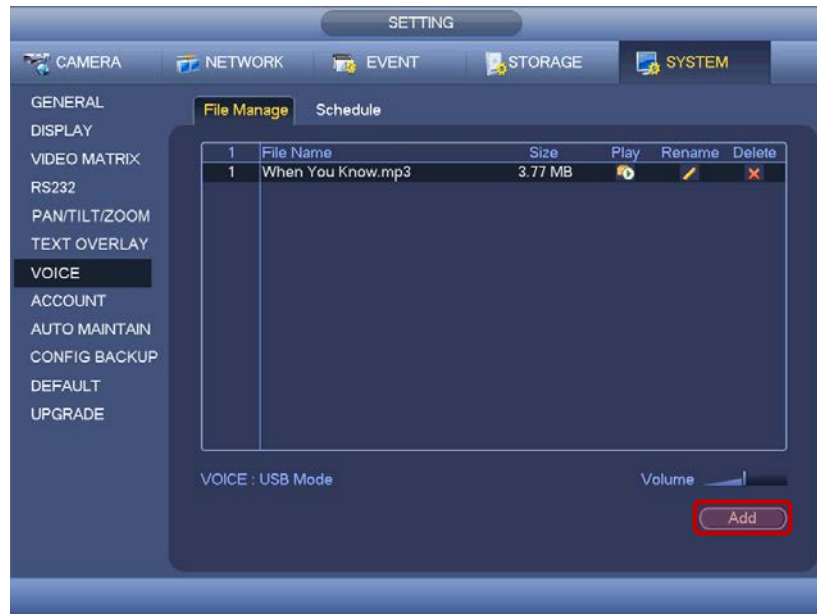 SETTING
CAMERA NETWORK EVENT STORAGE SYSTEM
GENERAL
DISPLAY
VIDEO MATRIX
RS232
PAN/TILT/ZOOM
TEXT OVERLAY
VOICE
ACCOUNT
AUTO MAINTAIN
CONFIG BACKUP
DEFAULT
UPGRADE
File Manage Schedule
1 File Name Size Play Rename Delete
1 When You Know.mp3 3.77 MB
VOICE : USB Mode Volume
Add